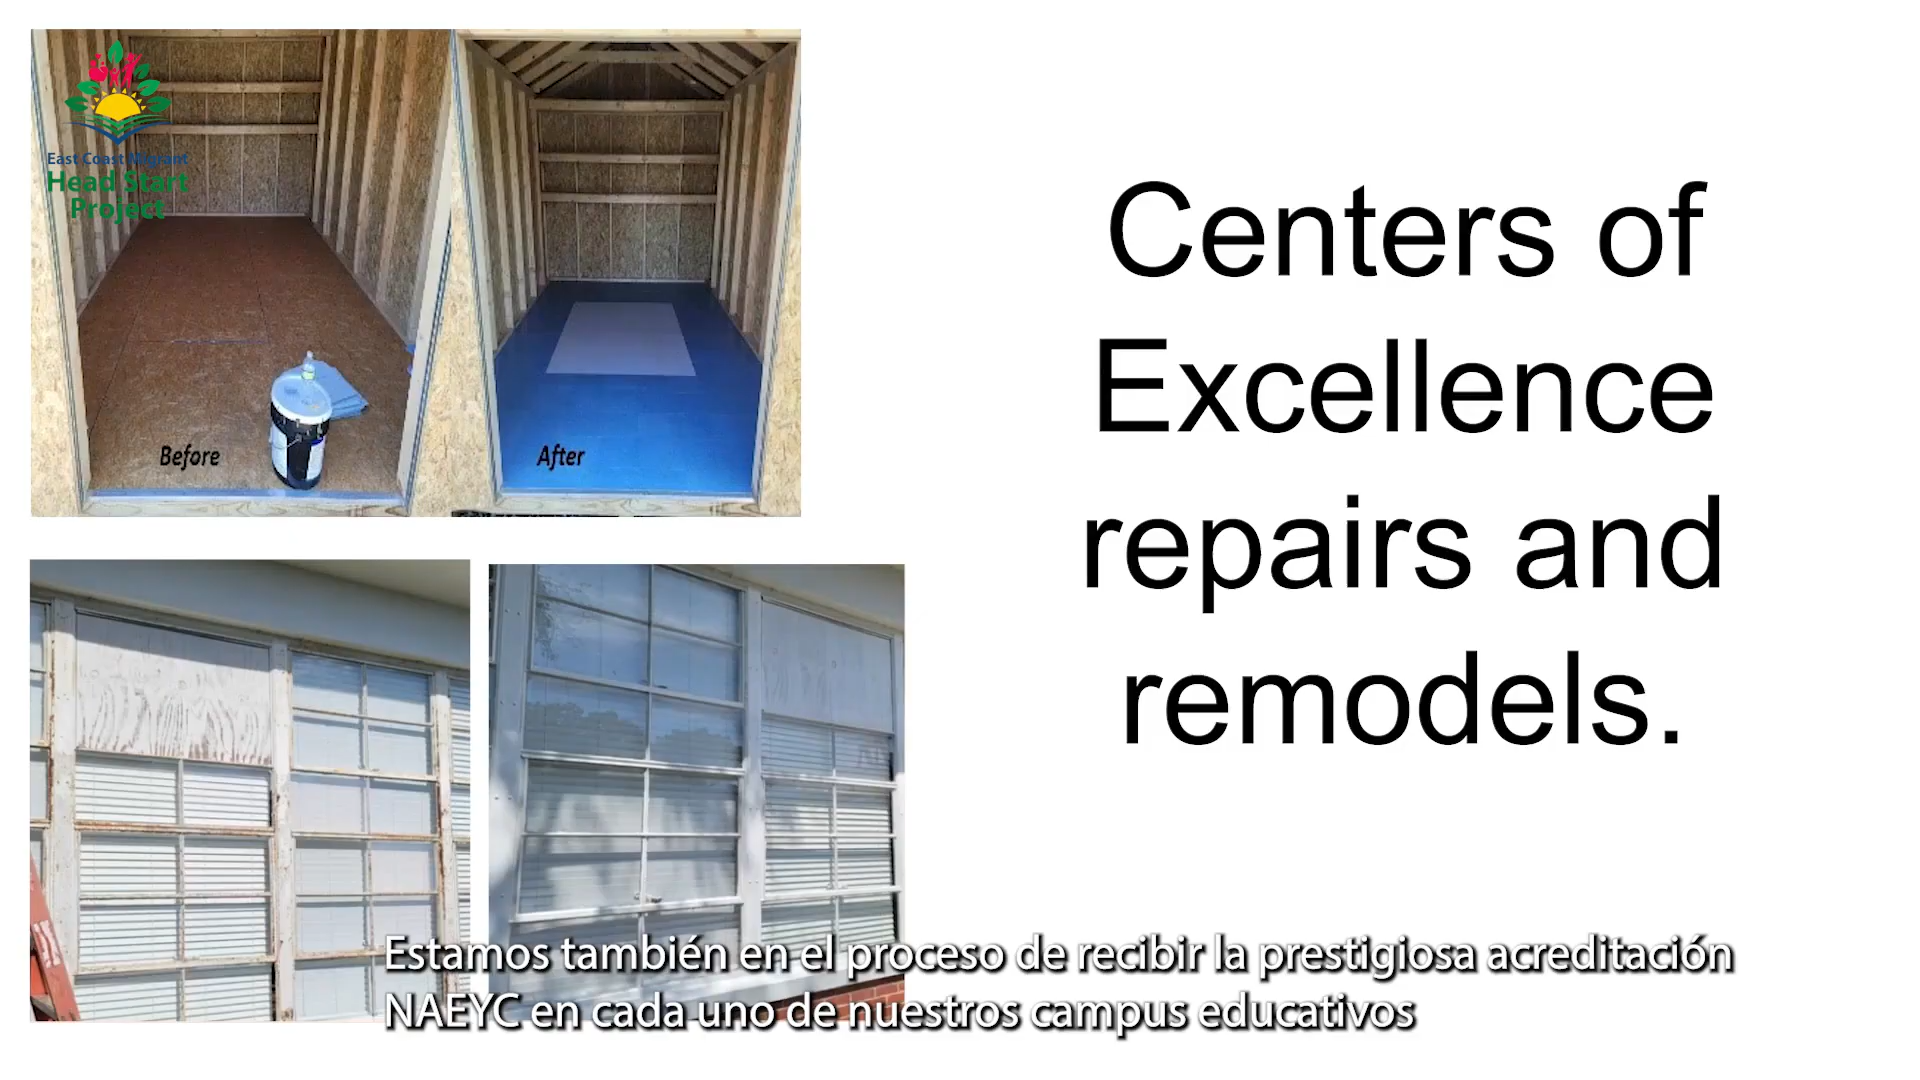 East Coast Migrant
Head Start
Project
Before
After
Centers of
Excellence
repairs and
remodels.
Estamos también en el proceso de recibir la prestigiosa acreditación
NAEYC en cada uno de nuestros campus educativos